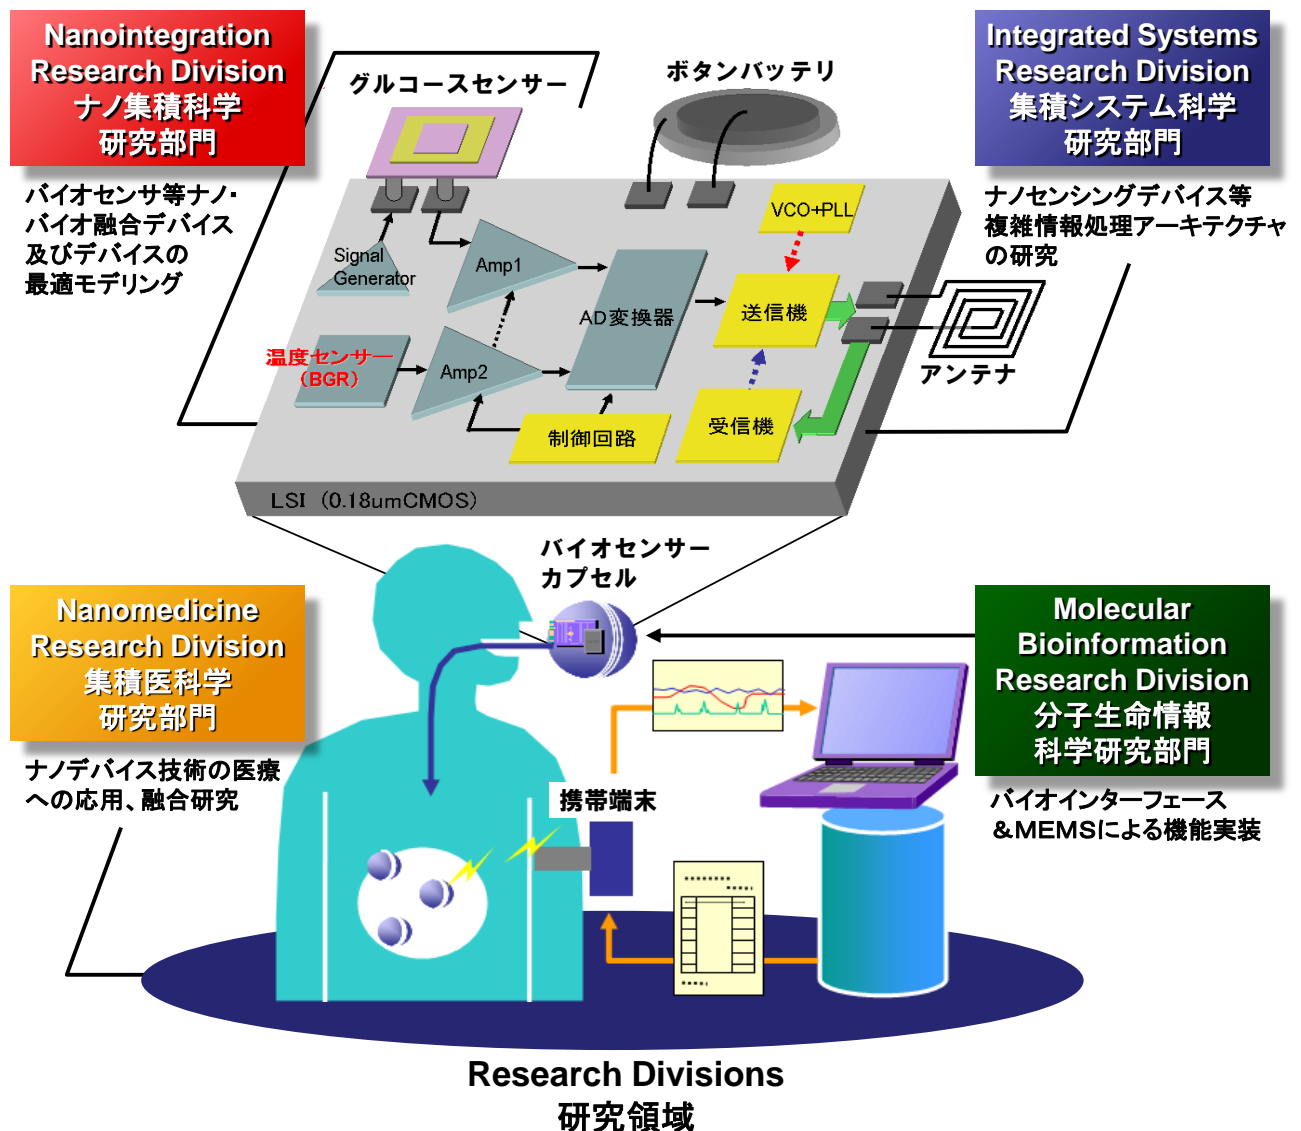 Nanointegration
Research Division
ナノ集積科学
研究部門
バイオセンサ等ナノ・
バイオ融合デバイス
及びデバイスの
最適モデリング
グルコースセンサー
ボタンバッテリ
Integrated Systems
Research Division
集積システム科学
研究部門
ナノセンシングデバイス等
複雑情報処理アーキテクチャ
の研究
Signal
Generator
Amp1
VCO+PLL
AD変換器
送信機
アンテナ
温度センサー
（BGR）
Amp2
制御回路
受信機
LSI （0.18umCMOS）
バイオセンサー
カプセル
Nanomedicine
Research Division
集積医科学
研究部門
ナノデバイス技術の医療
への応用、融合研究
携帯端末
Molecular
Bioinformation
Research Division
分子生命情報
科学研究部門
バイオインターフェース
＆ＭＥＭＳによる機能実装
Research Divisions
研究領域